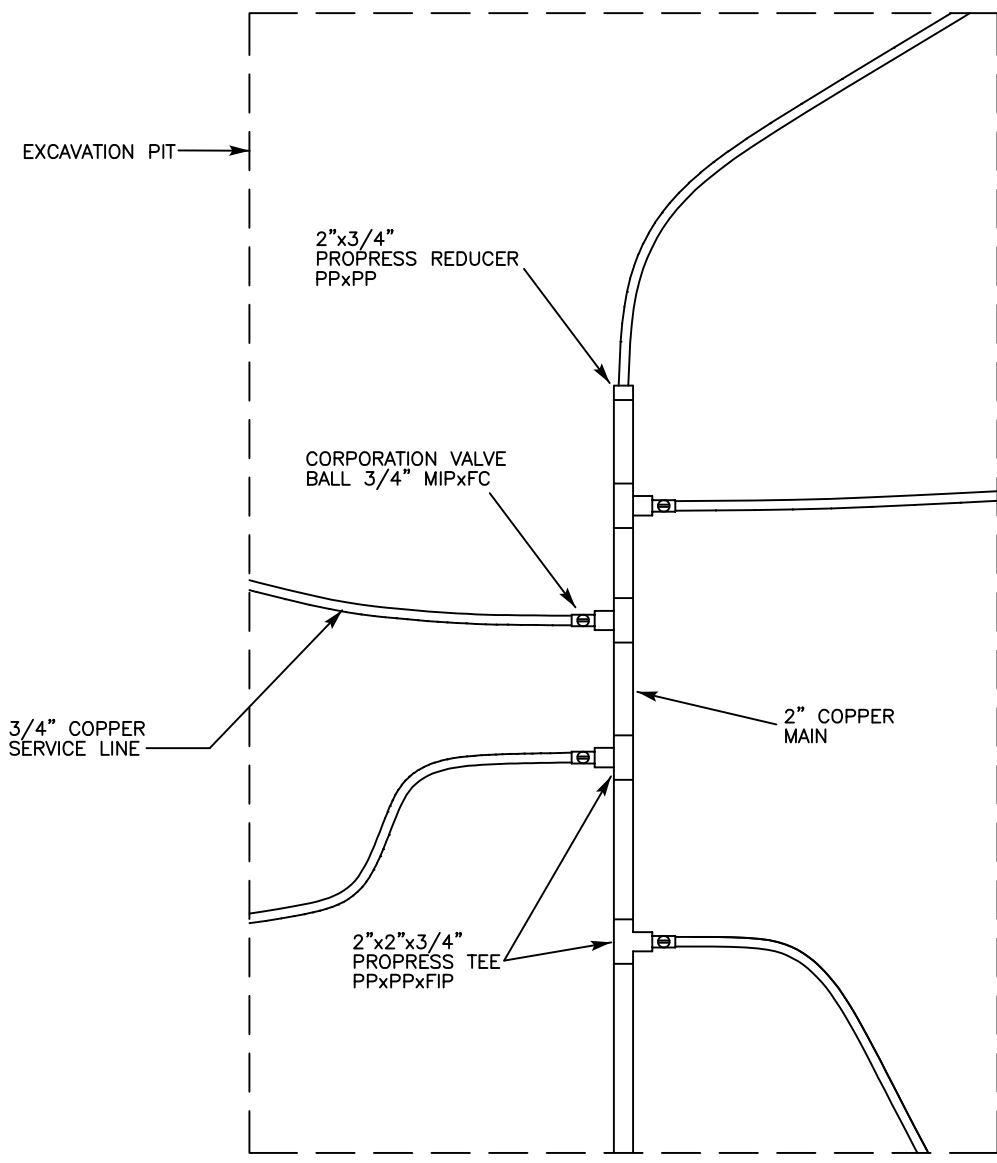 EXCAVATION PIT
2”x3/4”
PROPRESS REDUCER
PPxPP
CORPORATION VALVE
BALL 3/4” MIPxFC
3/4” COPPER
SERVICE LINE
2” COPPER
MAIN
2”x2”x3/4”
PROPRESS TEE
PPxPPxFIP